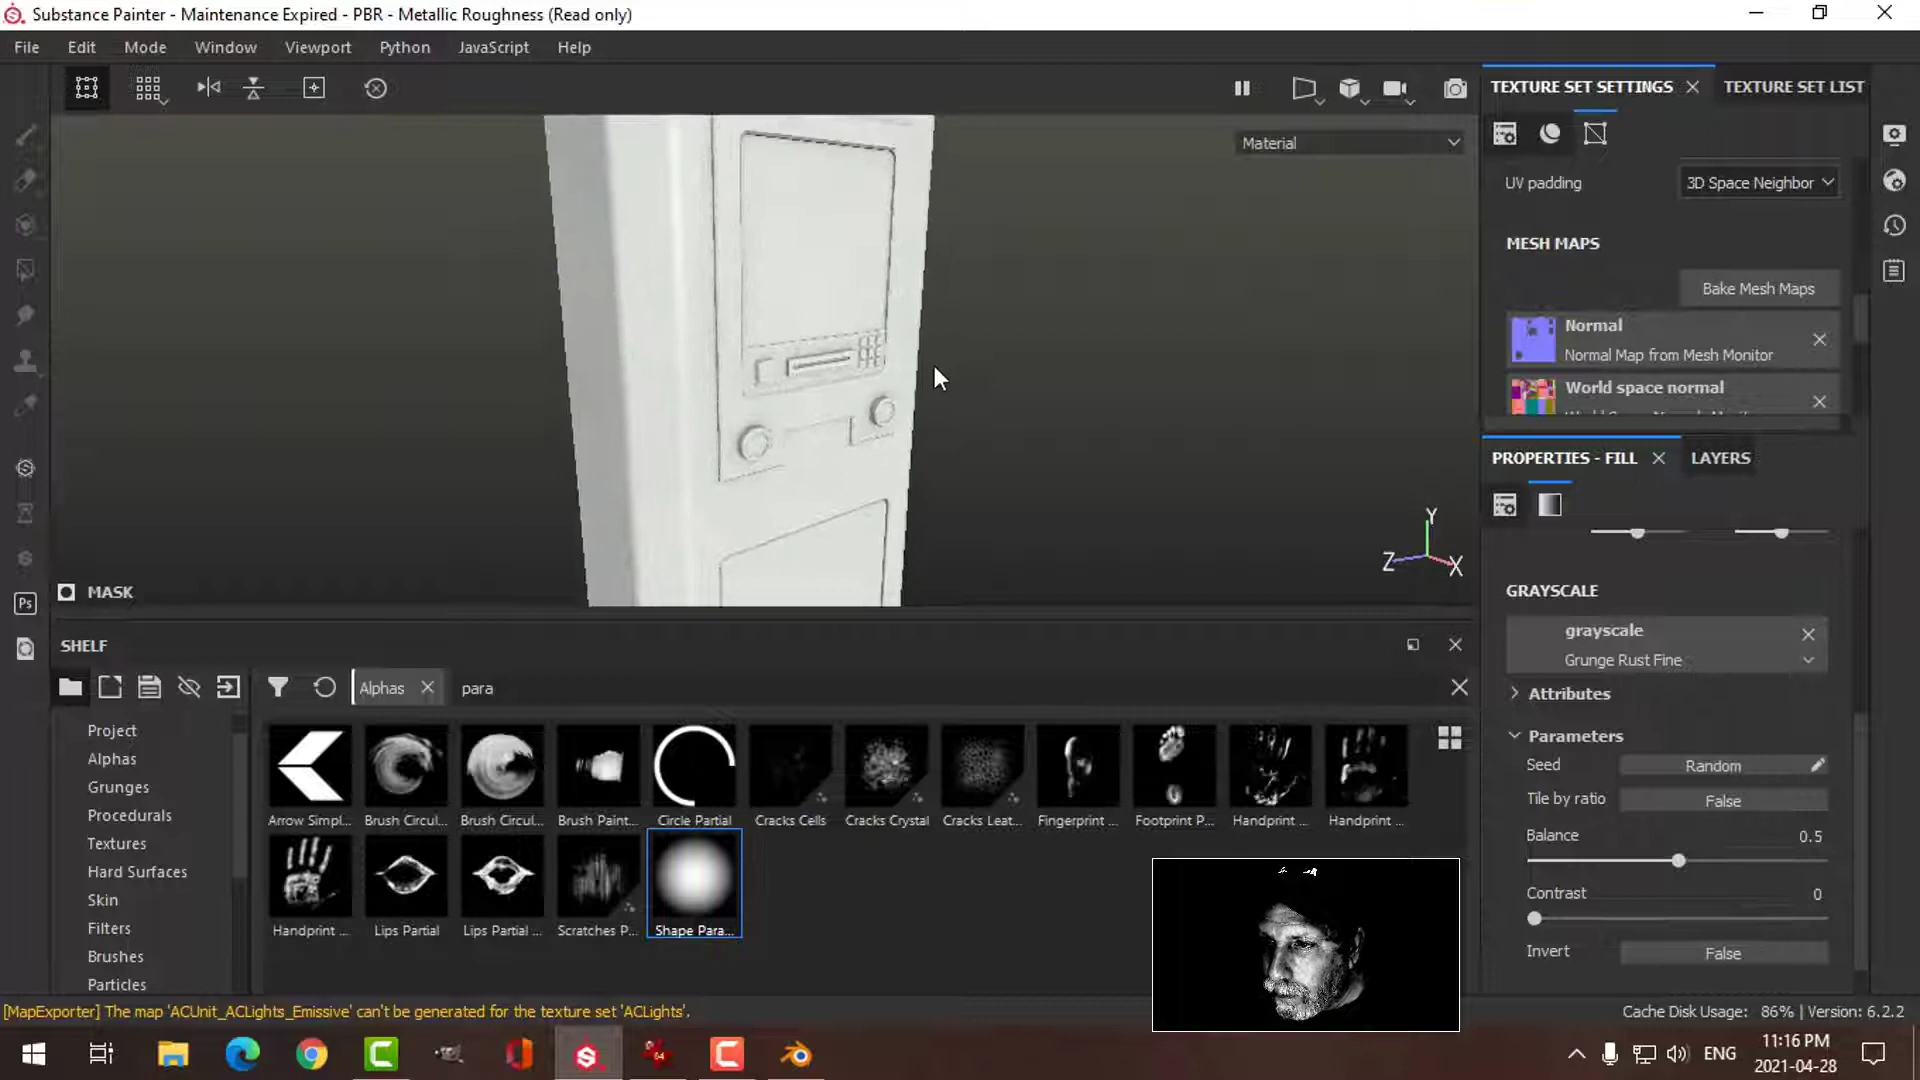 Substance Painter - Maintenance Expired - PBR - Metallic Roughness (Read only)
File Edit Mode Window Viewport Python JavaScript Help
TEXTURE SET SETTINGS TEXTURE SET LIST
Material
UV padding 3D Space Neighbor
MESH MAPS
Bake Mesh Maps
Normal
Normal Map from Mesh Monitor
World space normal
PROPERTIES - FILL LAYERS
Y
Z X
MASK
GRAYSCALE
grayscale
Grunge Rust Fine
Attributes
Parameters
Seed Random
Tile by ratio False
Balance 0.5
Contrast 0
Invert False
SHELF
Alphas para
Project
Alphas
Grunges
Procedurals
Textures
Hard Surfaces
Skin
Filters
Brushes
Particles
Arrow Simpl... Brush Circul... Brush Circul... Brush Paint... Circle Partial Cracks Cells Cracks Crystal Cracks Leat... Fingerprint ... Footprint P... Handprint ... Handprint ...
Handprint ... Lips Partial Lips Partial ... Scratches P... Shape Para...
Ps
[MapExporter] The map 'ACUnit_ACLights_Emissive' can't be generated for the texture set 'ACLights'.
Cache Disk Usage: 86% | Version: 6.2.2
ENG
11:16 PM
2021-04-28